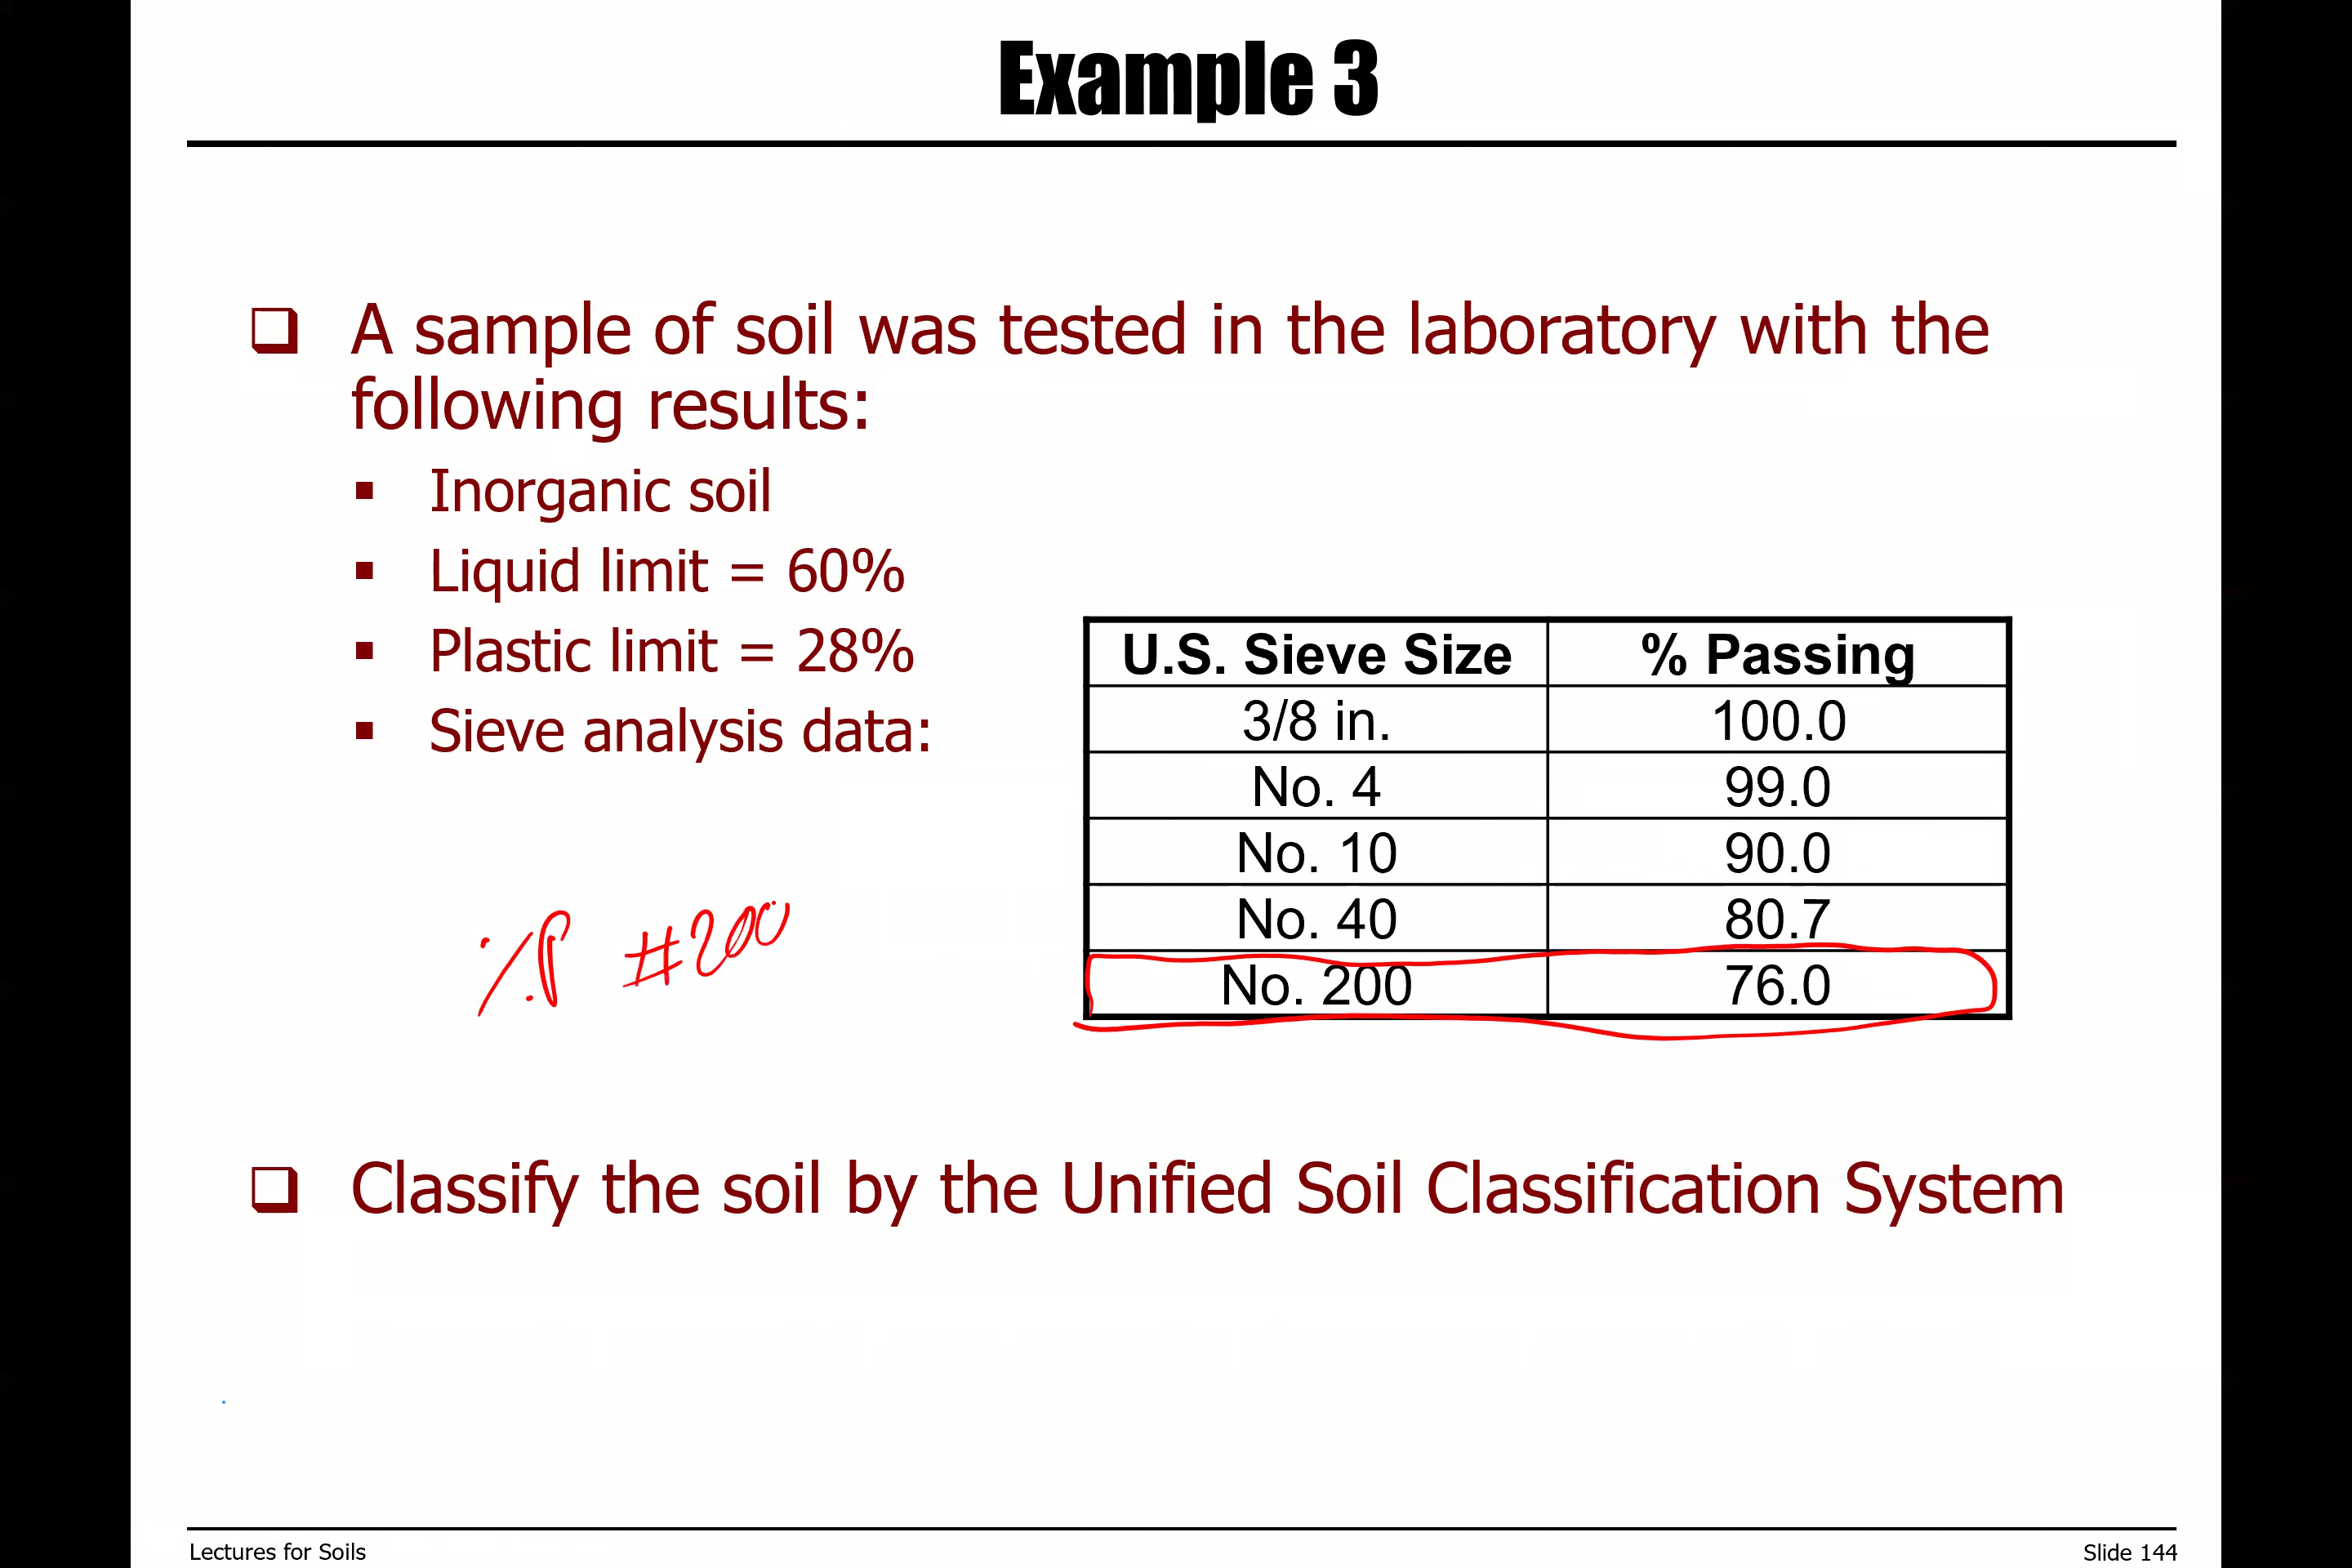 Example 3
A sample of soil was tested in the laboratory with the
following results:
Inorganic soil
Liquid limit = 60%
Plastic limit = 28%
Sieve analysis data:
U.S. Sieve Size % Passing
3/8 in. 100.0
No. 4 99.0
No. 10 90.0
No. 40 80.7
No. 200 76.0
%P #200
Classify the soil by the Unified Soil Classification System
Lectures for Soils
Slide 144